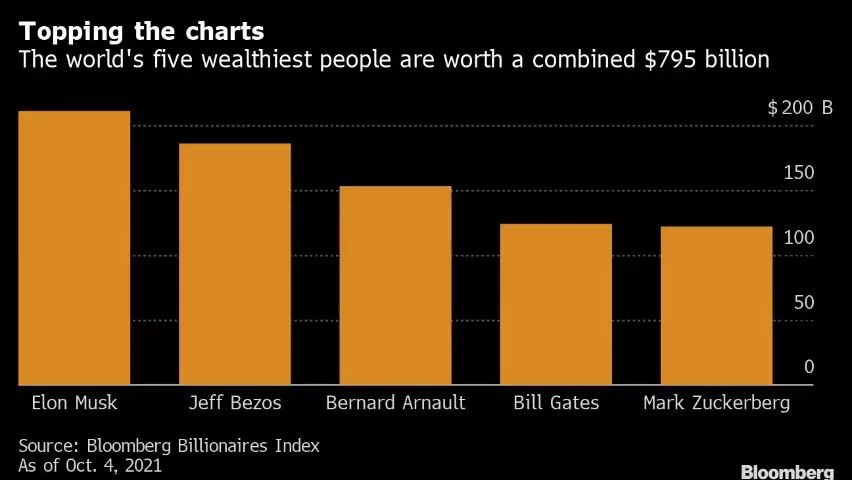 Topping the charts
The world's five wealthiest people are worth a combined $795 billion
$200 B
150
100
50
0
Elon Musk Jeff Bezos Bernard Arnault Bill Gates Mark Zuckerberg
Source: Bloomberg Billionaires Index
As of Oct. 4, 2021
Bloomberg